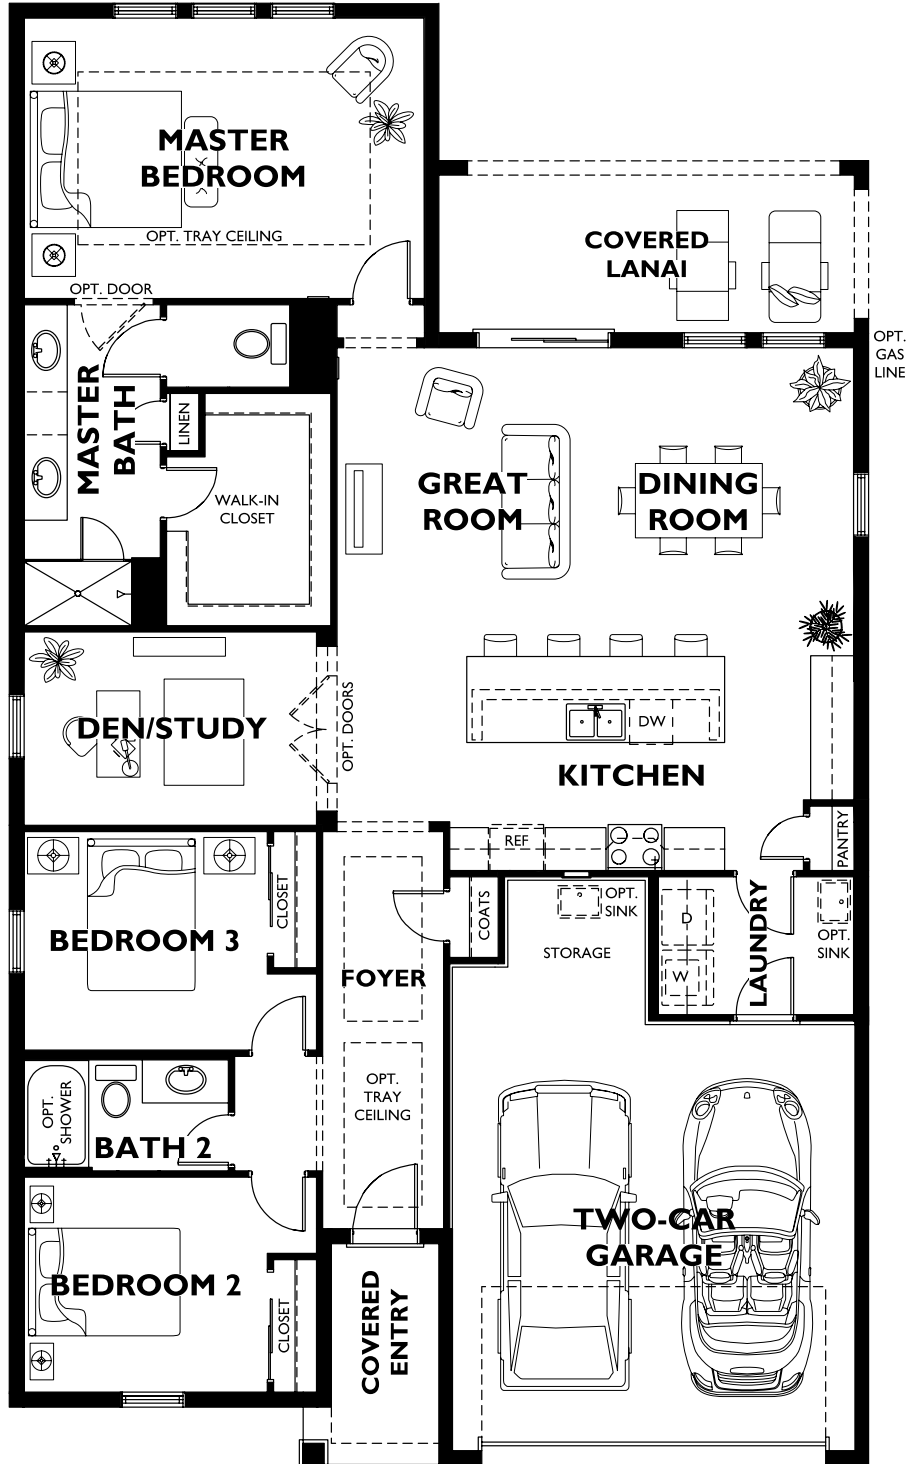 MASTER
BEDROOM
OPT. TRAY CEILING
COVERED
LANAI
OPT. DOOR
OPT.
GAS
LINE
MASTER
BATH
LINEN
WALK-IN
CLOSET
GREAT
ROOM
DINING
ROOM
DEN/STUDY
OPT. DOORS
DW
KITCHEN
REF
PANTRY
CLOSET
BEDROOM 3
COATS
OPT.
SINK
STORAGE
D
W
LAUNDRY
OPT.
SINK
FOYER
OPT.
TRAY
CEILING
OPT.
SHOWER
BATH 2
BEDROOM 2
CLOSET
COVERED
ENTRY
TWO-CAR
GARAGE